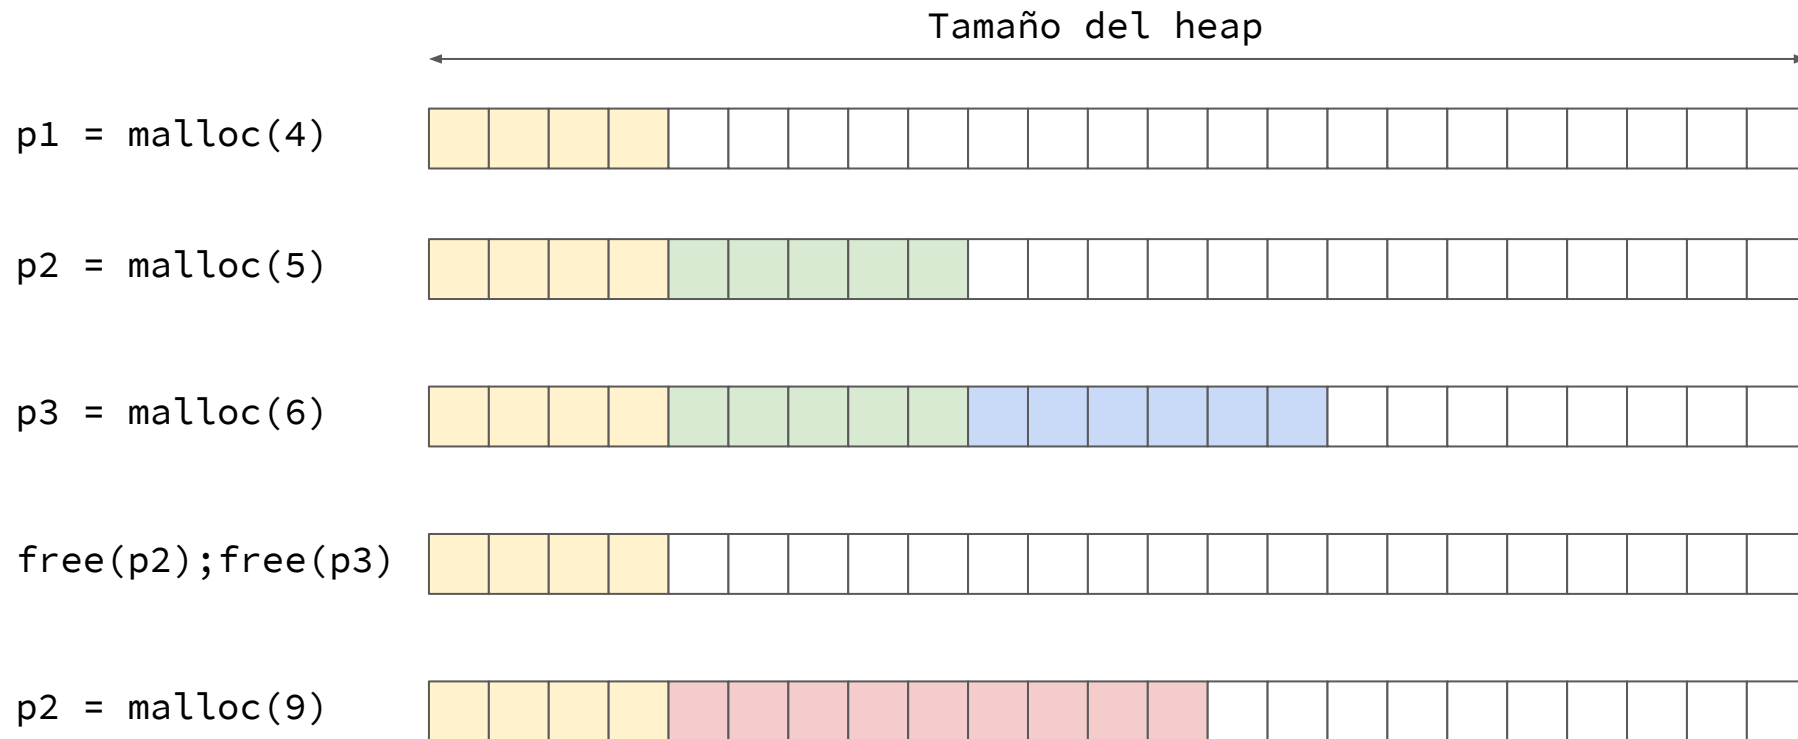 Tamaño del heap
p1 = malloc(4)
p2 = malloc(5)
p3 = malloc(6)
free(p2);free(p3)
p2 = malloc(9)